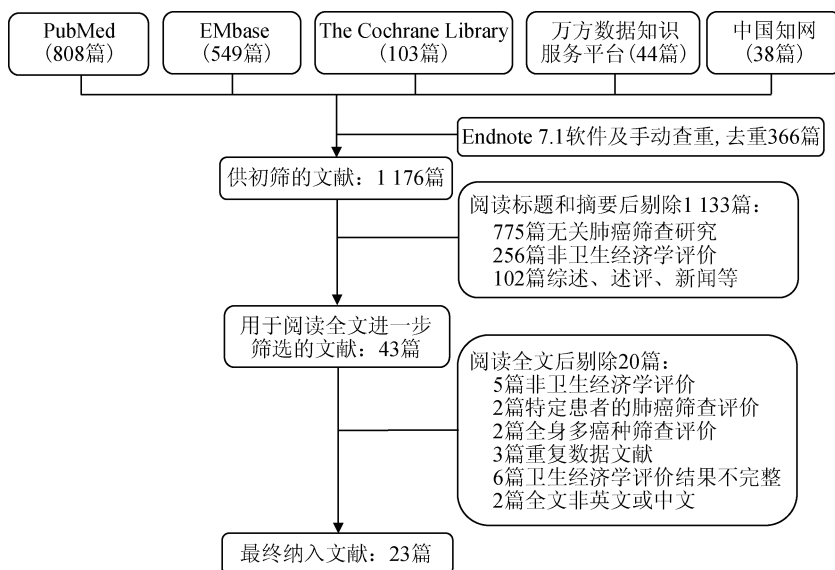 PubMed
(808篇)
EMbase
(549篇)
The Cochrane Library
(103篇)
万方数据知识
服务平台(44篇)
中国知网
(38篇)
Endnote 7.1软件及手动查重, 去重366篇
供初筛的文献：1 176篇
阅读标题和摘要后剔除1 133篇：
775篇无关肺癌筛查研究
256篇非卫生经济学评价
102篇综述、述评、新闻等
用于阅读全文进一步
筛选的文献：43篇
阅读全文后剔除20篇：
5篇非卫生经济学评价
2篇特定患者的肺癌筛查评价
2篇全身多癌种筛查评价
3篇重复数据文献
6篇卫生经济学评价结果不完整
2篇全文非英文或中文
最终纳入文献：23篇